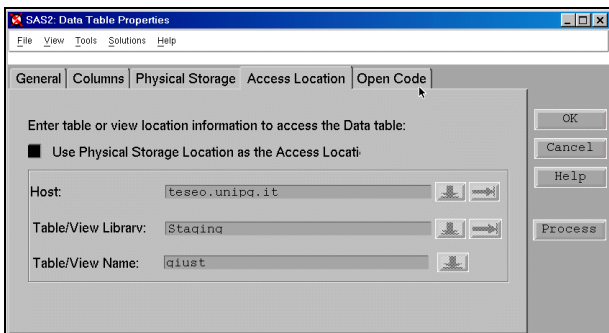 SAS2: Data Table Properties
File View Tools Solutions Help
General Columns Physical Storage Access Location Open Code
Enter table or view location information to access the Data table:
Use Physical Storage Location as the Access Locati
Host: teseo.unipg.it
Table/View Library: Staging
Table/View Name: giust
OK
Cancel
Help
Process